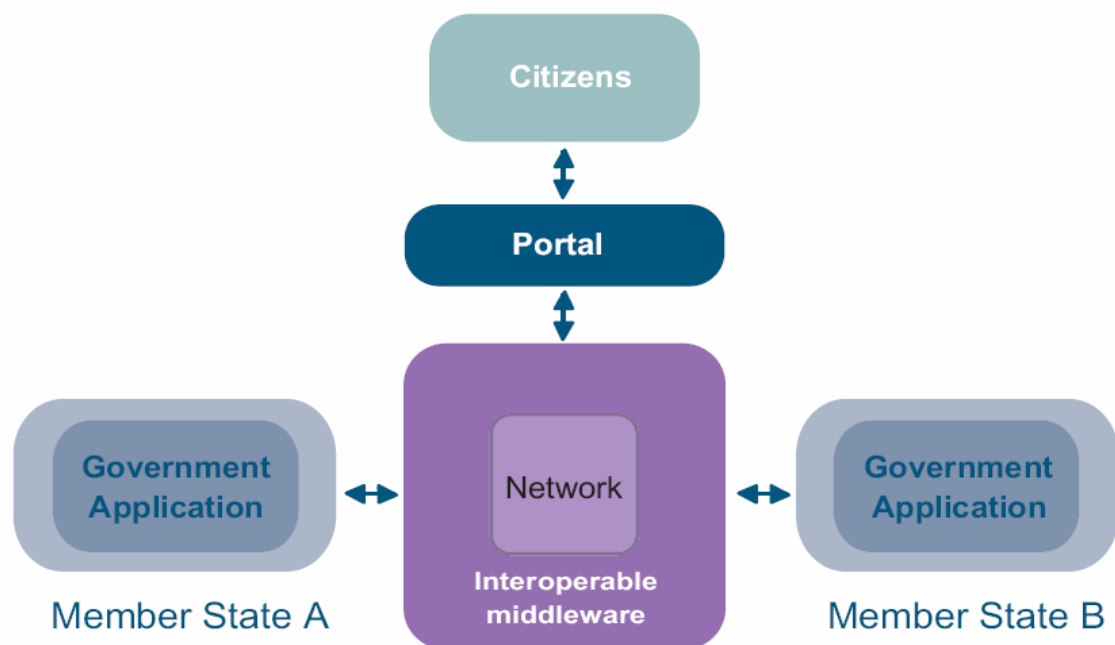 Citizens
Portal
Government
Application
Network
Government
Application
Interoperable
middleware
Member State A
Member State B